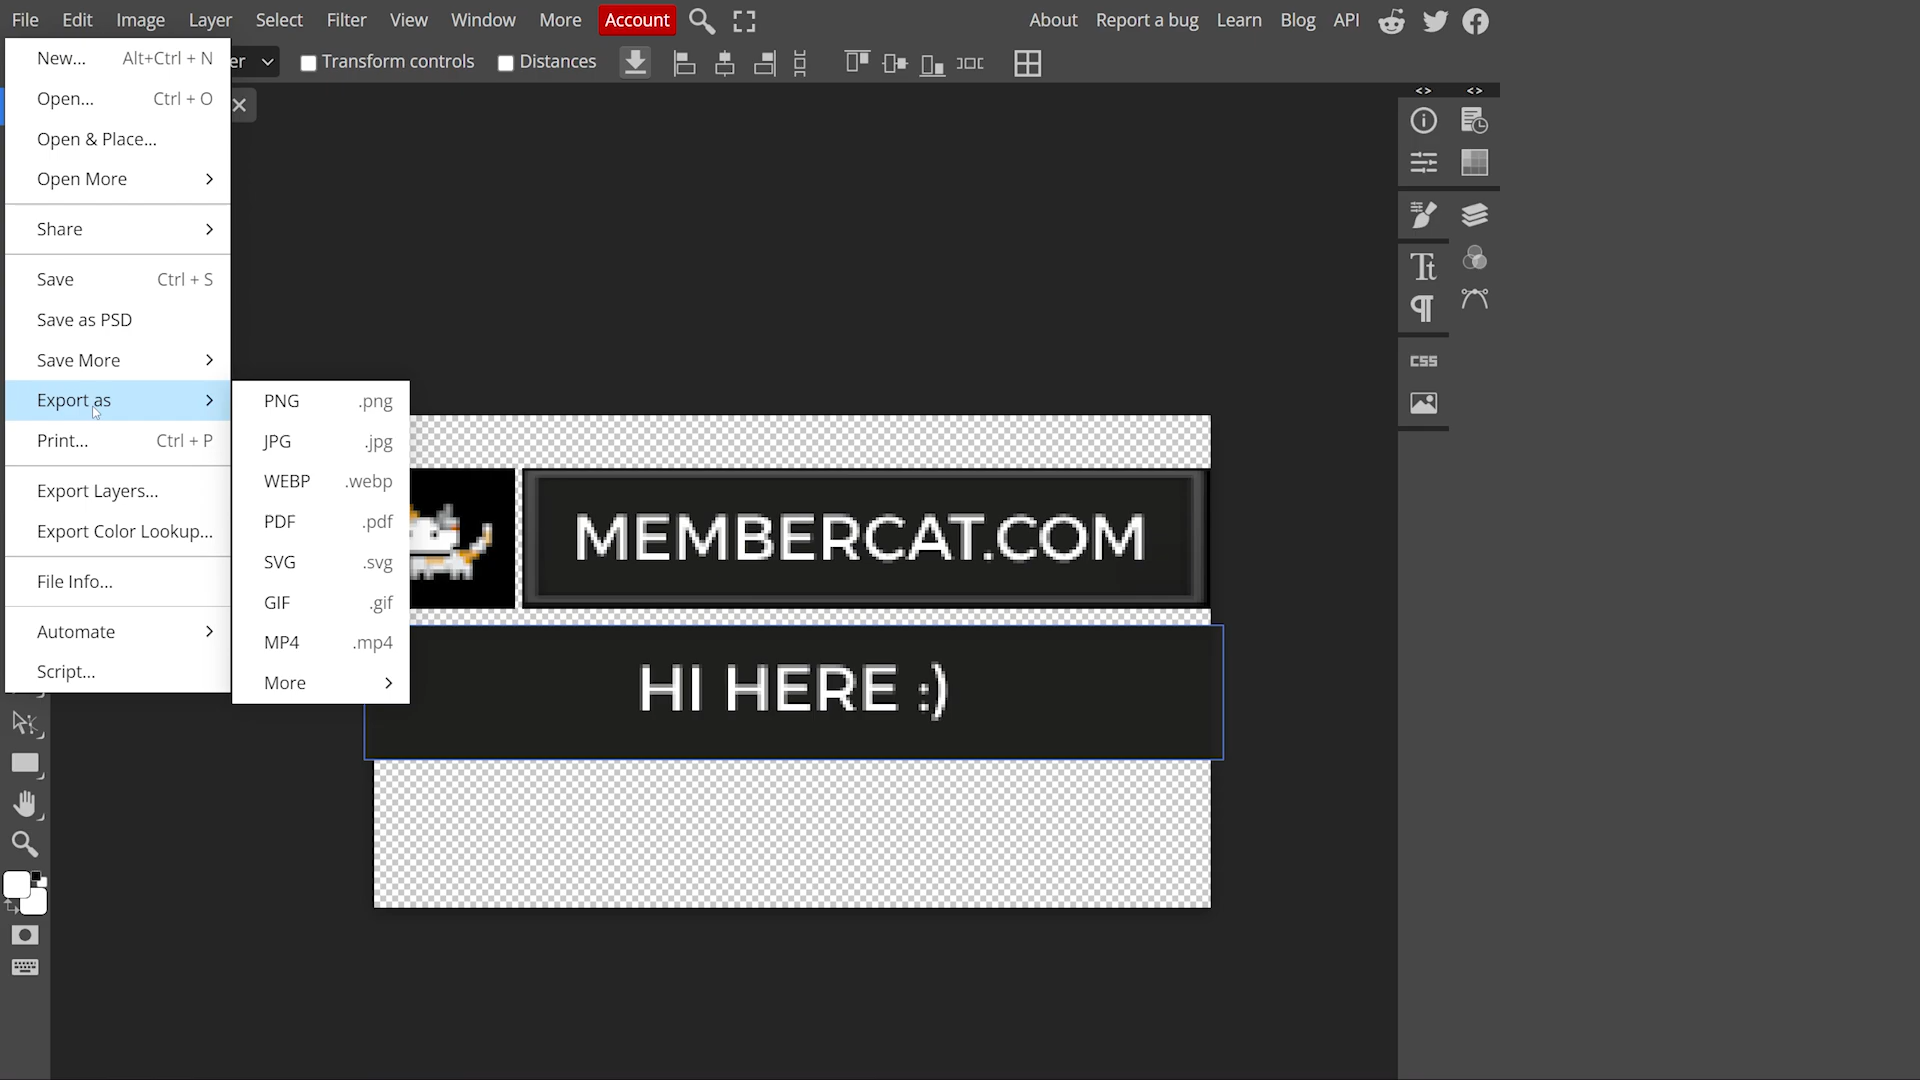 File Edit Image Layer Select Filter View Window More Account About Report a bug Learn Blog API
er Transform controls Distances
New... Alt+Ctrl + N
Open... Ctrl + O
Open & Place...
Open More
Share
Save Ctrl + S
Save as PSD
Save More
Export as
Print... Ctrl + P
Export Layers...
Export Color Lookup...
File Info...
Automate
Script...
PNG .png
JPG .jpg
WEBP .webp
PDF .pdf
SVG .svg
GIF .gif
MP4 .mp4
More
MEMBERCAT.COM
HI HERE :)
Tt
CSS